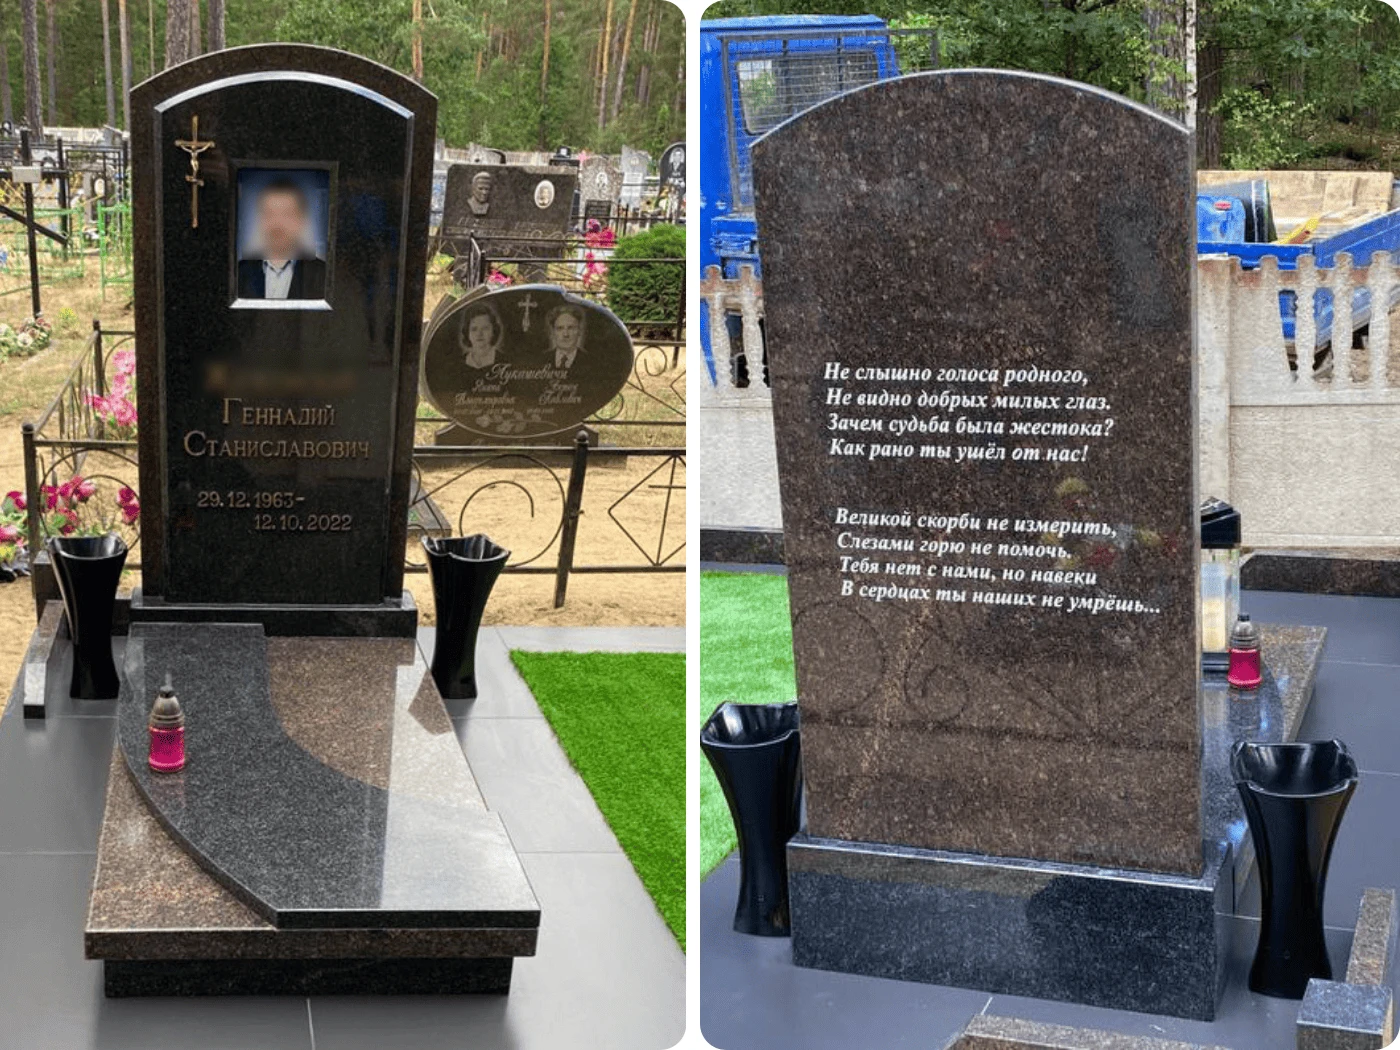 Геннадий
Станиславович
29.12.1963-
12.10.2022
Лукашевичи
Павлович
Не слышно голоса родного,
Не видно добрых милых глаз.
Зачем судьба была жестока?
Как рано ты ушёл от нас!
Великой скорби не измерить,
Слезами горю не помочь.
Тебя нет с нами, но навеки
В сердцах ты наших не умрёшь...